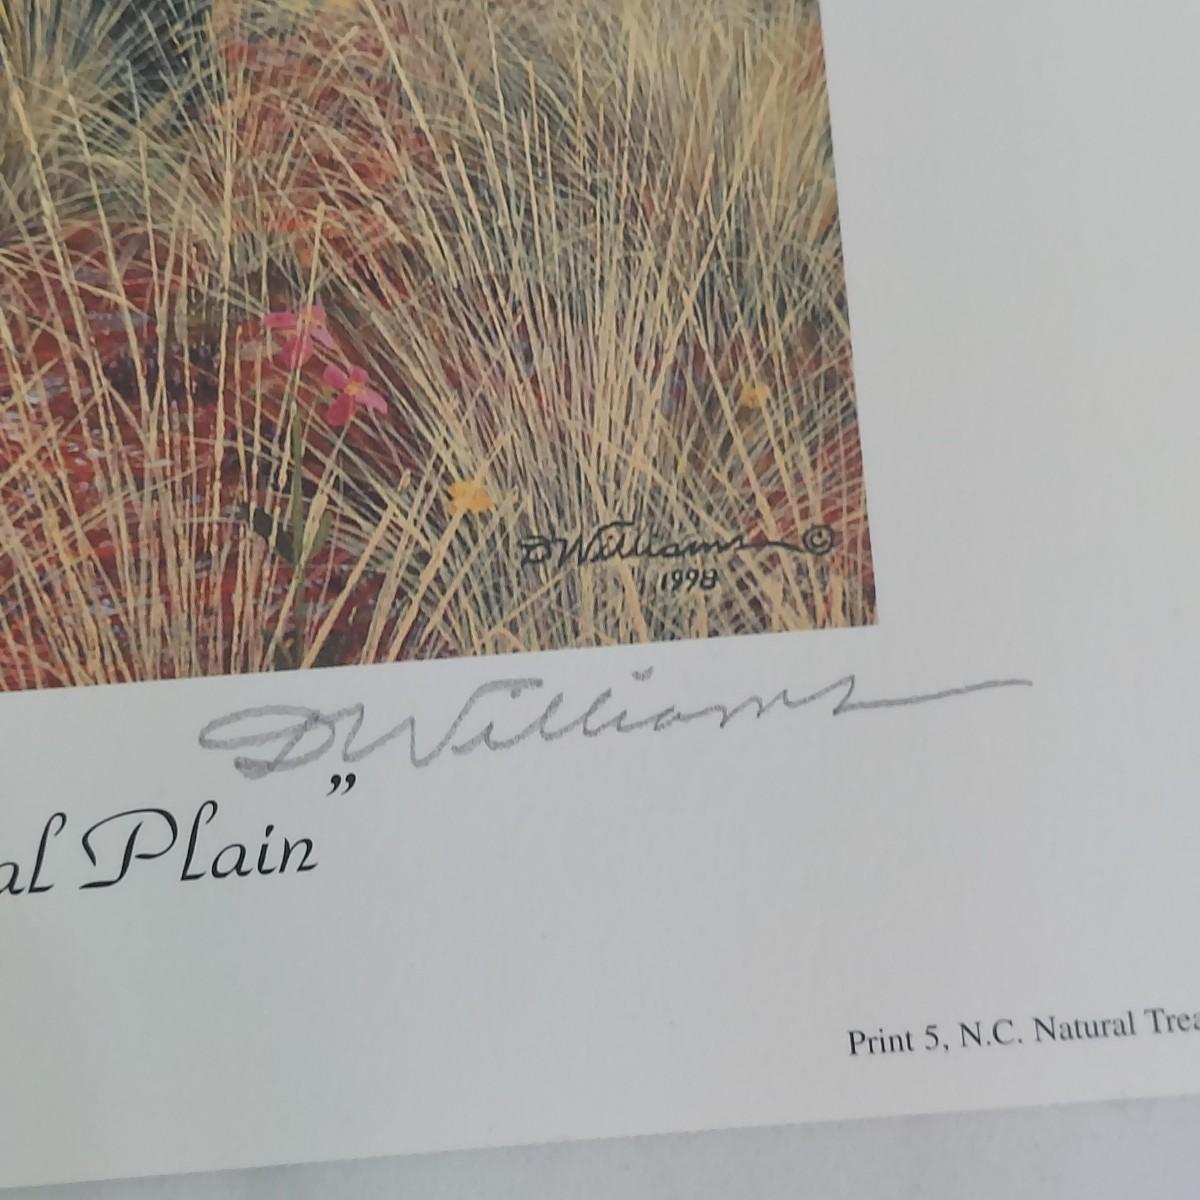 DWilliams ©
1998
DWilliams
al Plain”
Print 5, N.C. Natural Trea